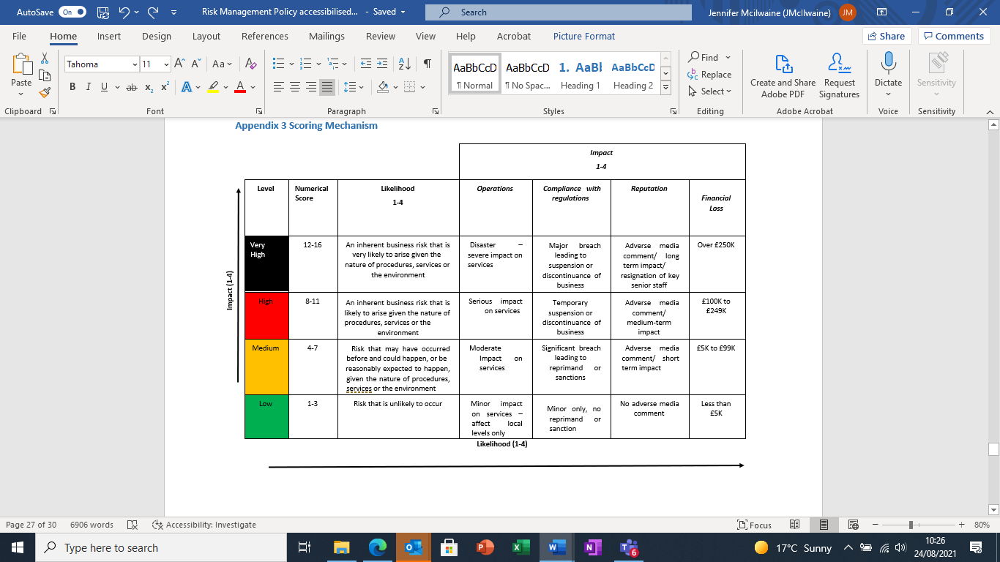 AutoSave On Risk Management Policy accessibilised... - Saved Search Jennifer Mcilwaine (JMcIlwaine) JM
File Home Insert Design Layout References Mailings Review View Help Acrobat Picture Format Share Comments
Paste
Clipboard
Tahoma 11
A A Aa A
B I U ab x2 x2 A A
Font
Paragraph
AaBbCcD AaBbCcD 1. AaBl AaBbCcD
¶ Normal ¶ No Spac... Heading 1 Heading 2
Styles
Find
Replace
Select
Editing
Create and Share
Adobe PDF
Request
Signatures
Adobe Acrobat
Dictate
Voice
Sensitivity
Sensitivity
Appendix 3 Scoring Mechanism
Impact
1-4
Level
Numerical
Score
Likelihood
1-4
Operations
Compliance with
regulations
Reputation
Financial
Loss
Impact (1-4)
Very
High
12-16
An inherent business risk that is
very likely to arise given the
nature of procedures, services or
the environment
Disaster –
severe impact on
services
Major breach
leading to
suspension or
discontinuance of
business
Adverse media
comment/ long
term impact/
resignation of key
senior staff
Over £250K
High
8-11
An inherent business risk that is
likely to arise given the nature of
procedures, services or the
environment
Serious impact
on services
Temporary
suspension or
discontinuance of
business
Adverse media
comment/
medium-term
impact
£100K to
£249K
Medium
4-7
Risk that may have occurred
before and could happen, or be
reasonably expected to happen,
given the nature of procedures,
services or the environment
Moderate
Impact on
services
Significant breach
leading to
reprimand or
sanctions
Adverse media
comment/ short
term impact
£5K to £99K
Low
1-3
Risk that is unlikely to occur
Minor impact
on services –
affect local
levels only
Minor only, no
reprimand or
sanction
No adverse media
comment
Less than
£5K
Likelihood (1-4)
Page 27 of 30 6906 words Accessibility: Investigate Focus 80%
Type here to search
6
17°C Sunny
10:26
24/08/2021